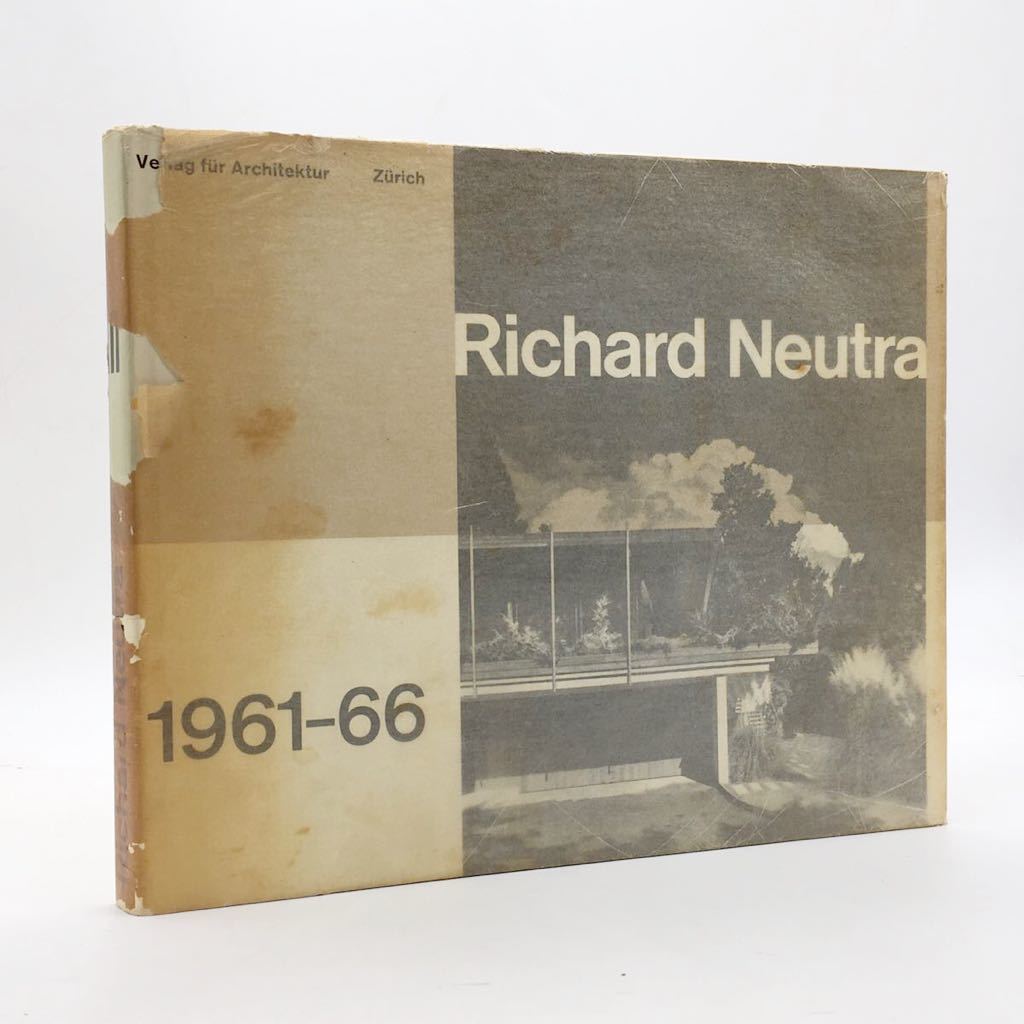 Verlag für Architektur Zürich
Richard Neutra
1961–66